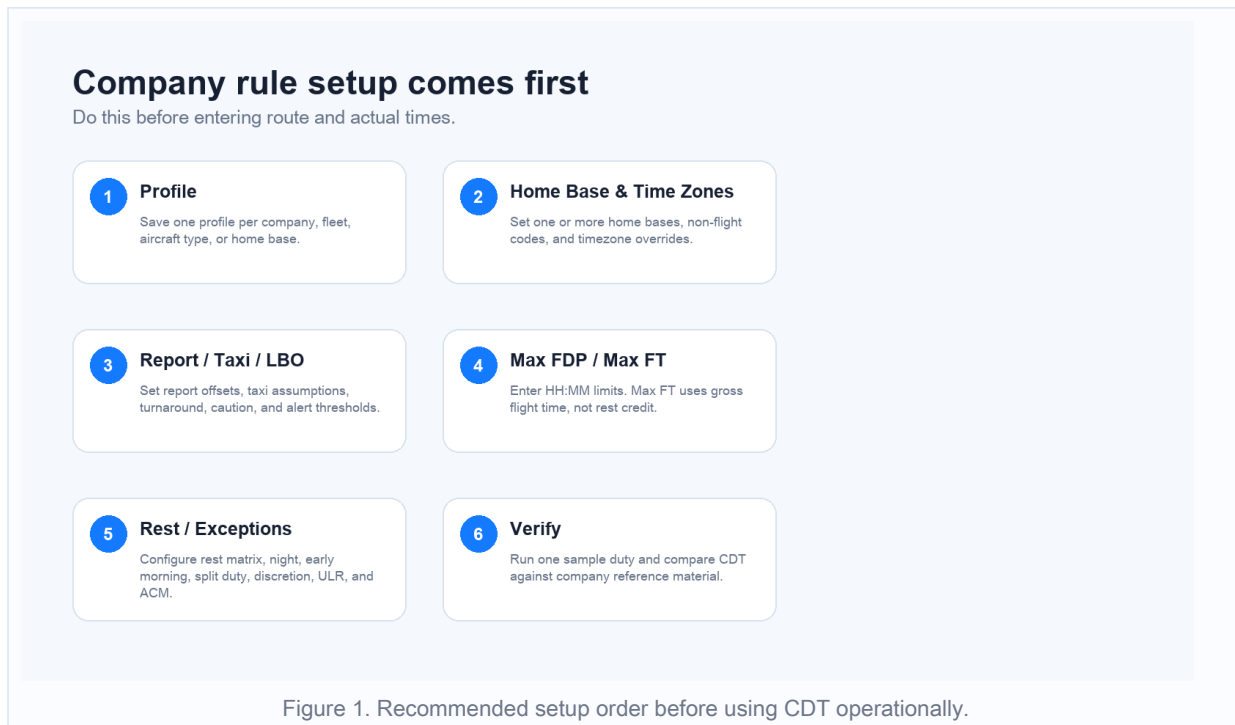 Company rule setup comes first
Do this before entering route and actual times.
1
Profile
Save one profile per company, fleet,
aircraft type, or home base.
2
Home Base & Time Zones
Set one or more home bases, non-flight
codes, and timezone overrides.
3
Report / Taxi / LBO
Set report offsets, taxi assumptions,
turnaround, caution, and alert thresholds.
4
Max FDP / Max FT
Enter HH:MM limits. Max FT uses gross
flight time, not rest credit.
5
Rest / Exceptions
Configure rest matrix, night, early
morning, split duty, discretion, ULR, and
ACM.
6
Verify
Run one sample duty and compare CDT
against company reference material.
Figure 1. Recommended setup order before using CDT operationally.